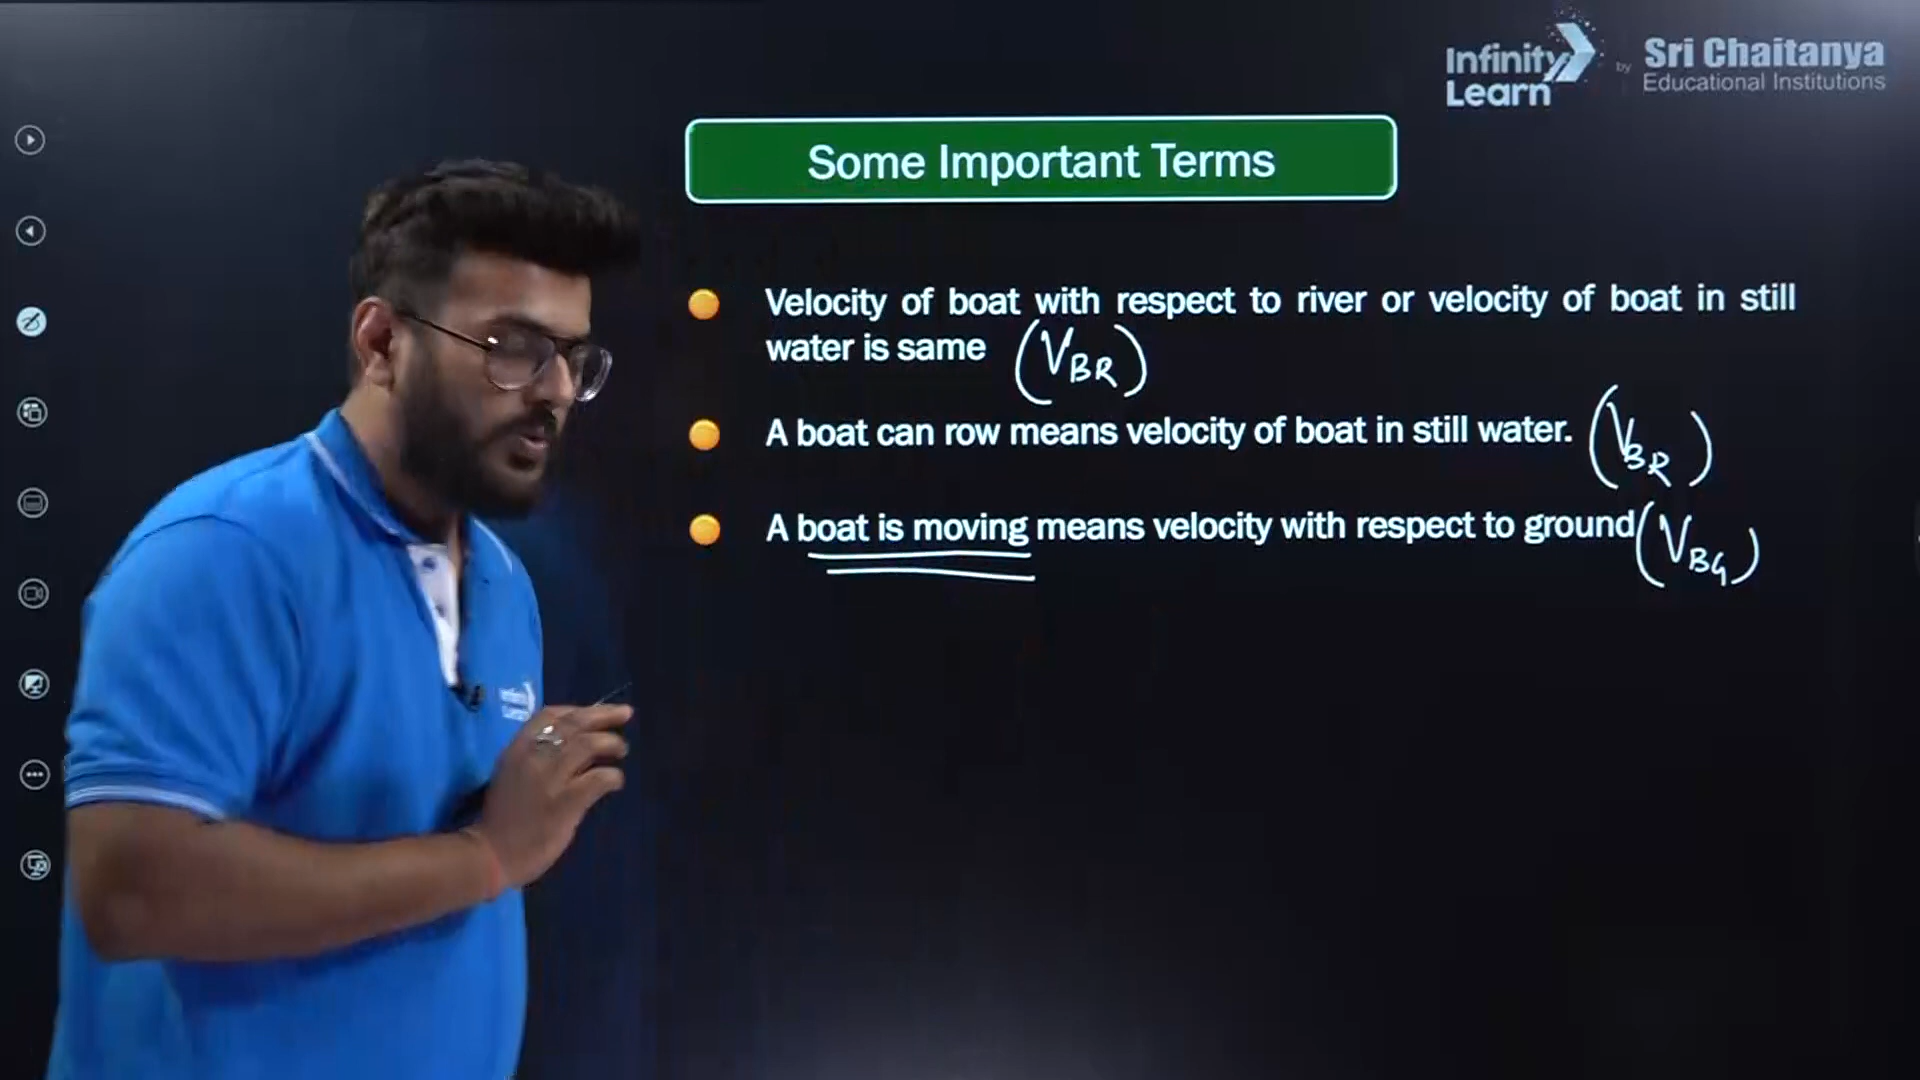 Infinity
Learn
by
Sri Chaitanya
Educational Institutions
Some Important Terms
Velocity of boat with respect to river or velocity of boat in still
water is same (VBR)
A boat can row means velocity of boat in still water. (VBR)
A boat is moving means velocity with respect to ground (VBG)
Infinity
Learn